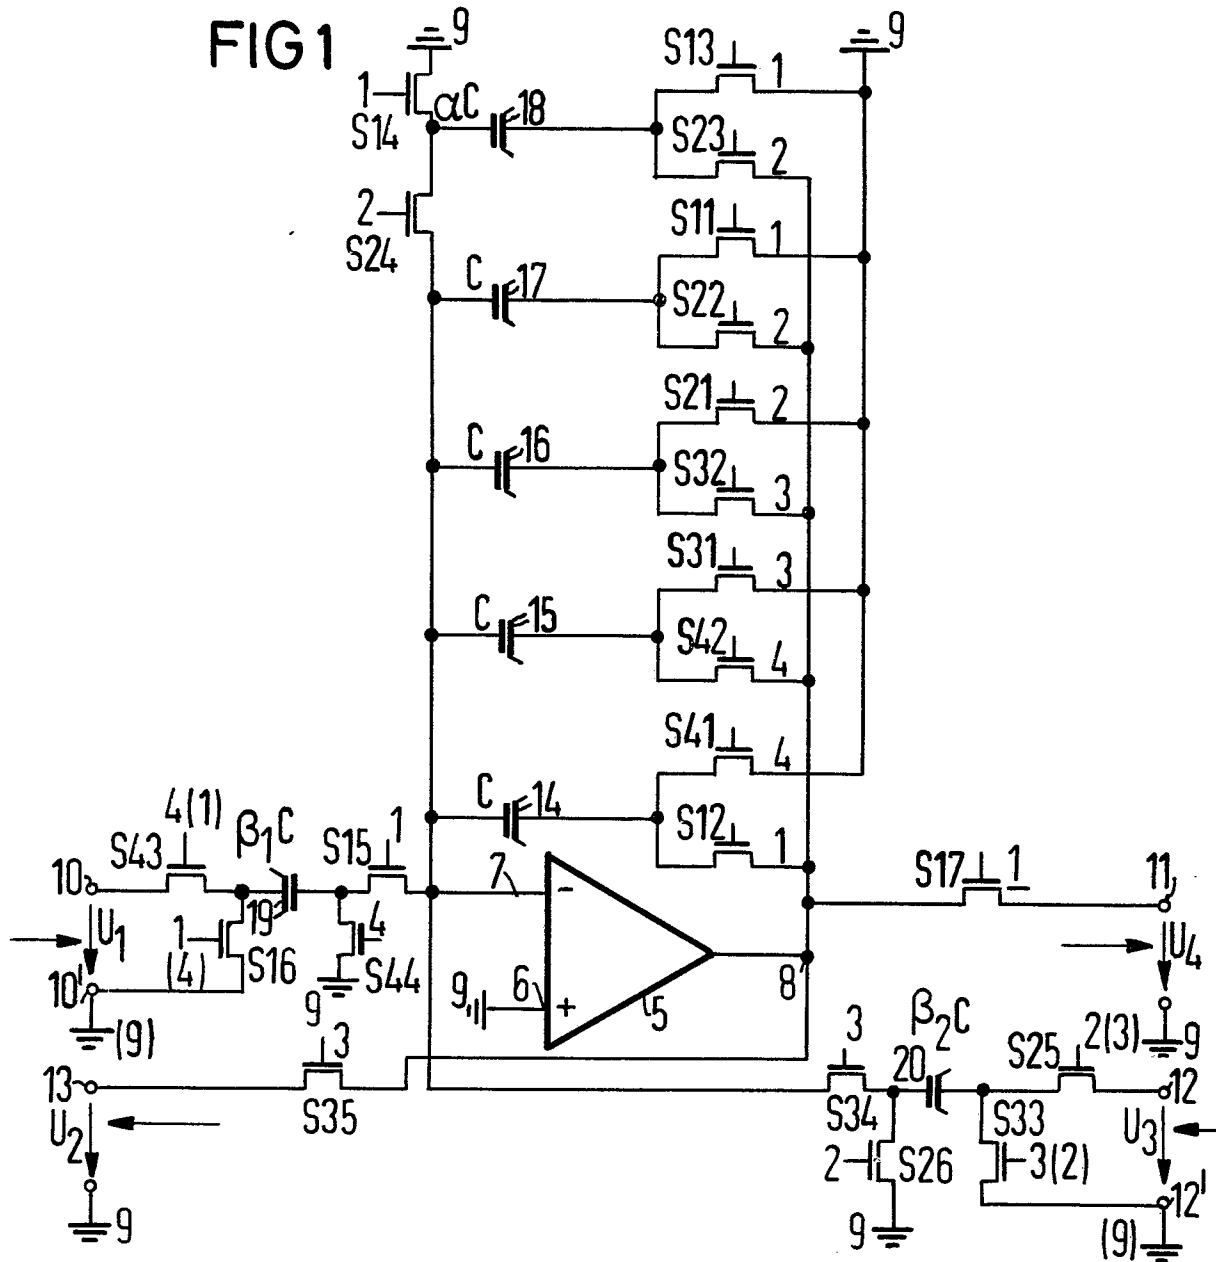 FIG1
9
9
S13
1
1
αC
18
S14
S23
2
2
S24
S11
1
C
17
S22
2
S21
2
C
16
S32
3
S31
3
C
15
S42
4
S41
4
C
14
S12
1
4(1)
β1C
S43
S15
1
10
19
7
-
S17
1
11
U1
1
(4)
S16
4
S44
10'
9
6
+
5
8
U4
9
(9)
9
3
3
β2C
20
2(3)
S25
13
S35
S34
S33
12
U2
2
S26
3(2)
U3
12'
9
9
(9)